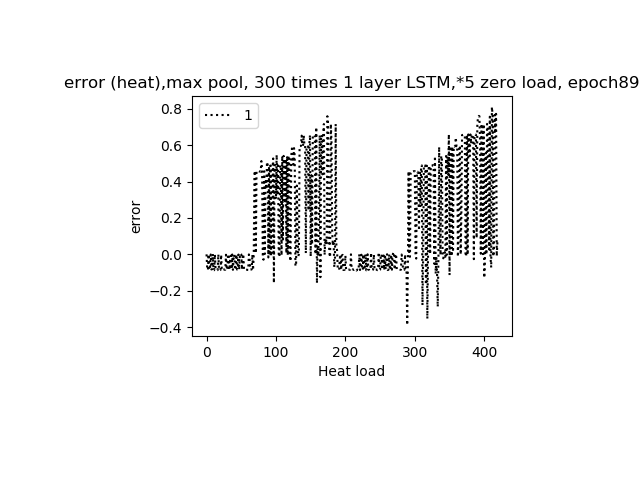 error (heat),max pool, 300 times 1 layer LSTM,*5 zero load, epoch89
1
0.8
0.6
0.4
0.2
0.0
−0.2
−0.4
error
0 100 200 300 400
Heat load